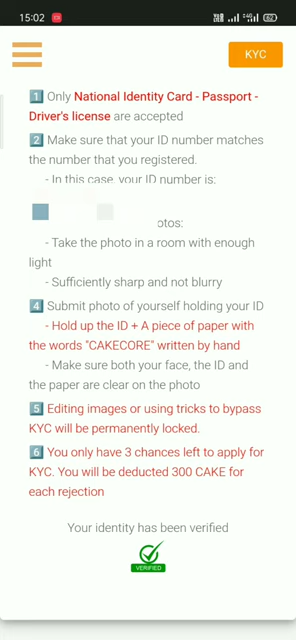 15:02
KYC
1 Only National Identity Card - Passport -
Driver's license are accepted
2 Make sure that your ID number matches
the number that you registered.
- In this case, your ID number is:
otos:
- Take the photo in a room with enough
light
- Sufficiently sharp and not blurry
4 Submit photo of yourself holding your ID
- Hold up the ID + A piece of paper with
the words "CAKECORE" written by hand
- Make sure both your face, the ID and
the paper are clear on the photo
5 Editing images or using tricks to bypass
KYC will be permanently locked.
6 You only have 3 chances left to apply for
KYC. You will be deducted 300 CAKE for
each rejection
Your identity has been verified
VERIFIED